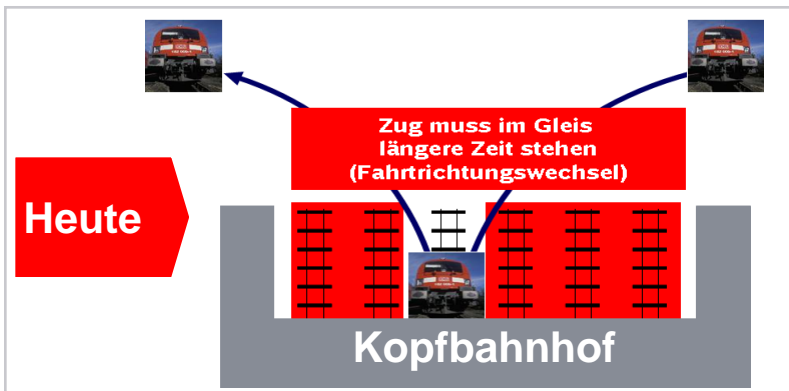 Zug muss im Gleis
längere Zeit stehen
(Fahrtrichtungswechsel)
Heute
Kopfbahnhof